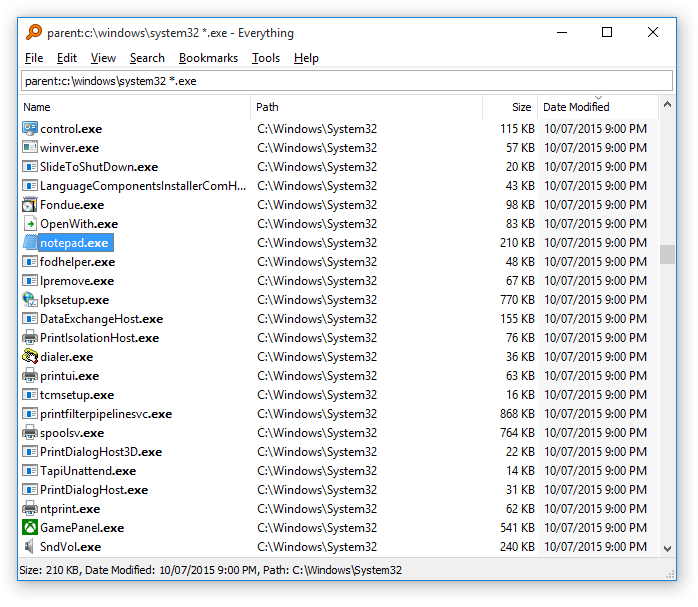 parent:c:\windows\system32 *.exe - Everything
File Edit View Search Bookmarks Tools Help
parent:c:\windows\system32 *.exe
Name Path Size Date Modified
control.exe C:\Windows\System32 115 KB 10/07/2015 9:00 PM
winver.exe C:\Windows\System32 57 KB 10/07/2015 9:00 PM
SlideToShutDown.exe C:\Windows\System32 20 KB 10/07/2015 9:00 PM
LanguageComponentsInstallerComH... C:\Windows\System32 43 KB 10/07/2015 9:00 PM
Fondue.exe C:\Windows\System32 98 KB 10/07/2015 9:00 PM
OpenWith.exe C:\Windows\System32 83 KB 10/07/2015 9:00 PM
notepad.exe C:\Windows\System32 210 KB 10/07/2015 9:00 PM
fodhelper.exe C:\Windows\System32 48 KB 10/07/2015 9:00 PM
lpremove.exe C:\Windows\System32 67 KB 10/07/2015 9:00 PM
lpksetup.exe C:\Windows\System32 770 KB 10/07/2015 9:00 PM
DataExchangeHost.exe C:\Windows\System32 155 KB 10/07/2015 9:00 PM
PrintIsolationHost.exe C:\Windows\System32 76 KB 10/07/2015 9:00 PM
dialer.exe C:\Windows\System32 36 KB 10/07/2015 9:00 PM
printui.exe C:\Windows\System32 63 KB 10/07/2015 9:00 PM
tcmsetup.exe C:\Windows\System32 16 KB 10/07/2015 9:00 PM
printfilterpipelinesvc.exe C:\Windows\System32 868 KB 10/07/2015 9:00 PM
spoolsv.exe C:\Windows\System32 764 KB 10/07/2015 9:00 PM
PrintDialogHost3D.exe C:\Windows\System32 22 KB 10/07/2015 9:00 PM
TapiUnattend.exe C:\Windows\System32 14 KB 10/07/2015 9:00 PM
PrintDialogHost.exe C:\Windows\System32 31 KB 10/07/2015 9:00 PM
ntprint.exe C:\Windows\System32 62 KB 10/07/2015 9:00 PM
GamePanel.exe C:\Windows\System32 541 KB 10/07/2015 9:00 PM
SndVol.exe C:\Windows\System32 240 KB 10/07/2015 9:00 PM
Size: 210 KB, Date Modified: 10/07/2015 9:00 PM, Path: C:\Windows\System32